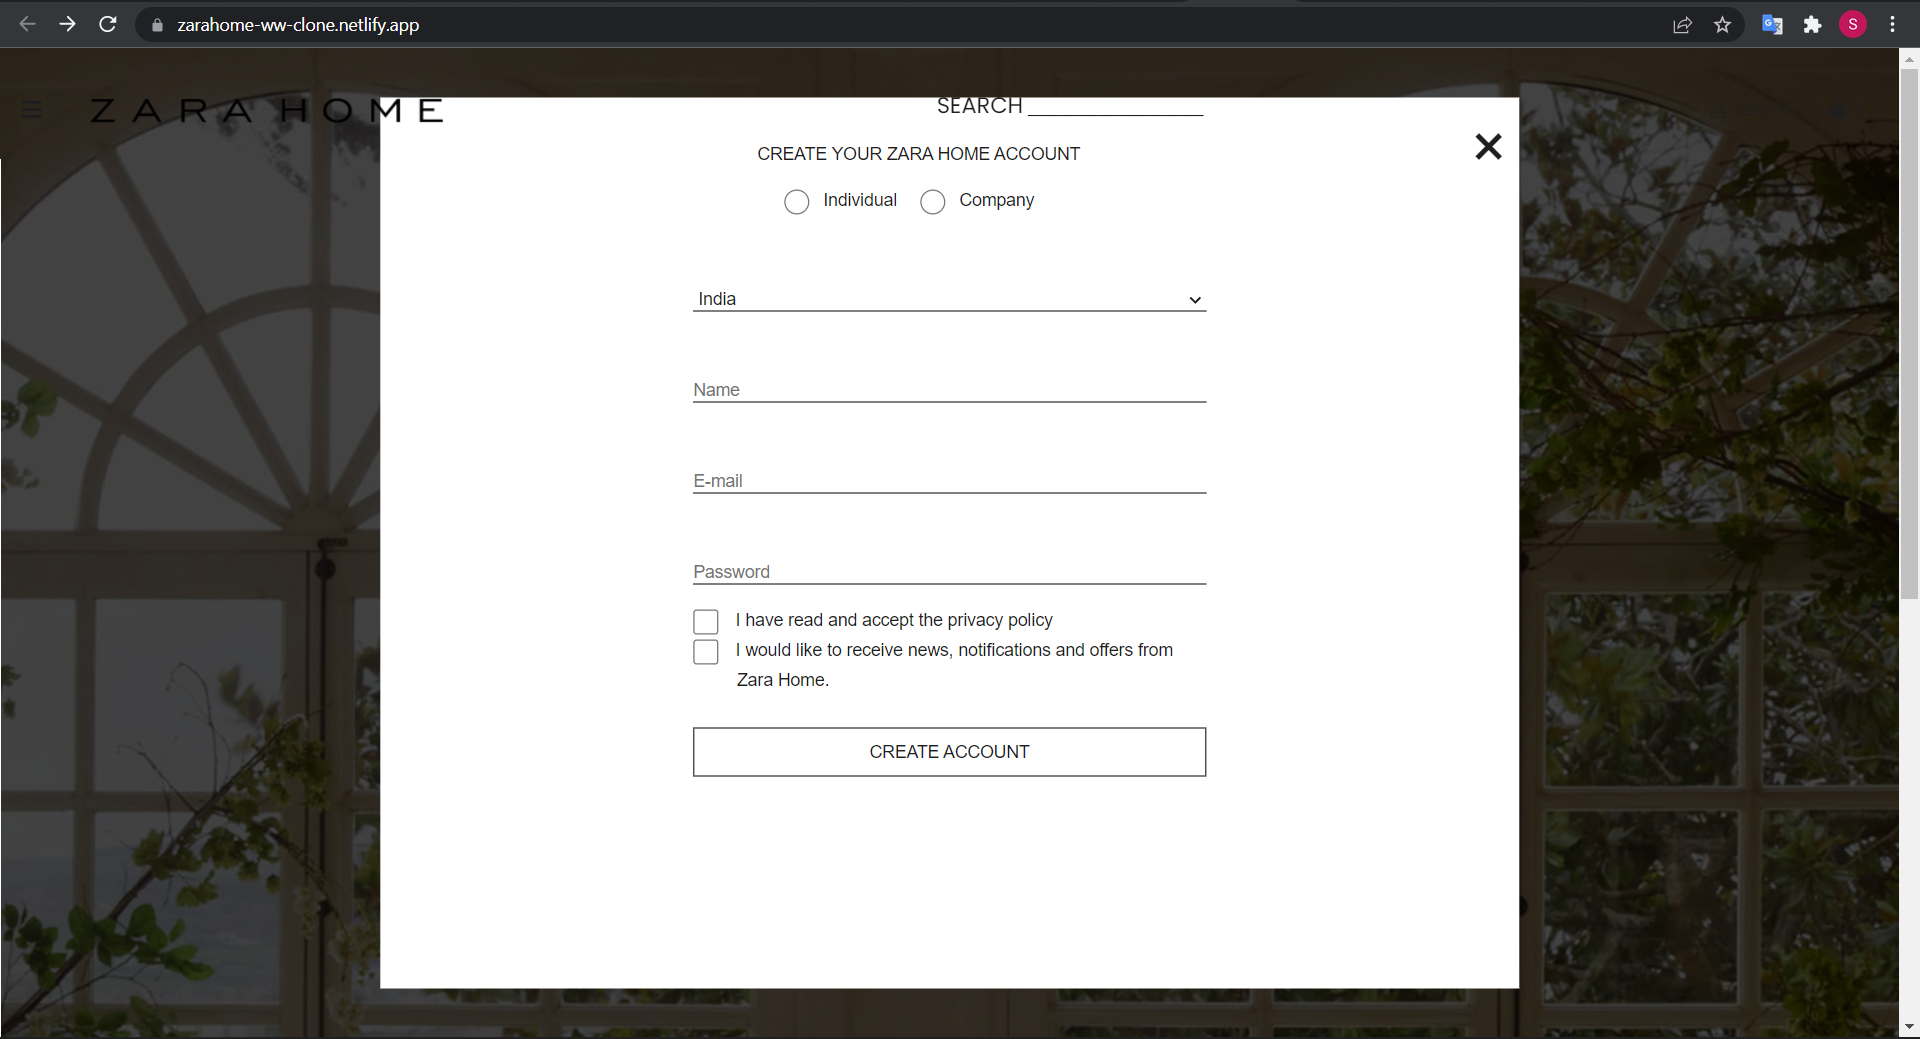 zarahome-ww-clone.netlify.app
S
ZARA HOME
SEARCH
CREATE YOUR ZARA HOME ACCOUNT
Individual
Company
India
Name
E-mail
Password
I have read and accept the privacy policy
I would like to receive news, notifications and offers from
Zara Home.
CREATE ACCOUNT